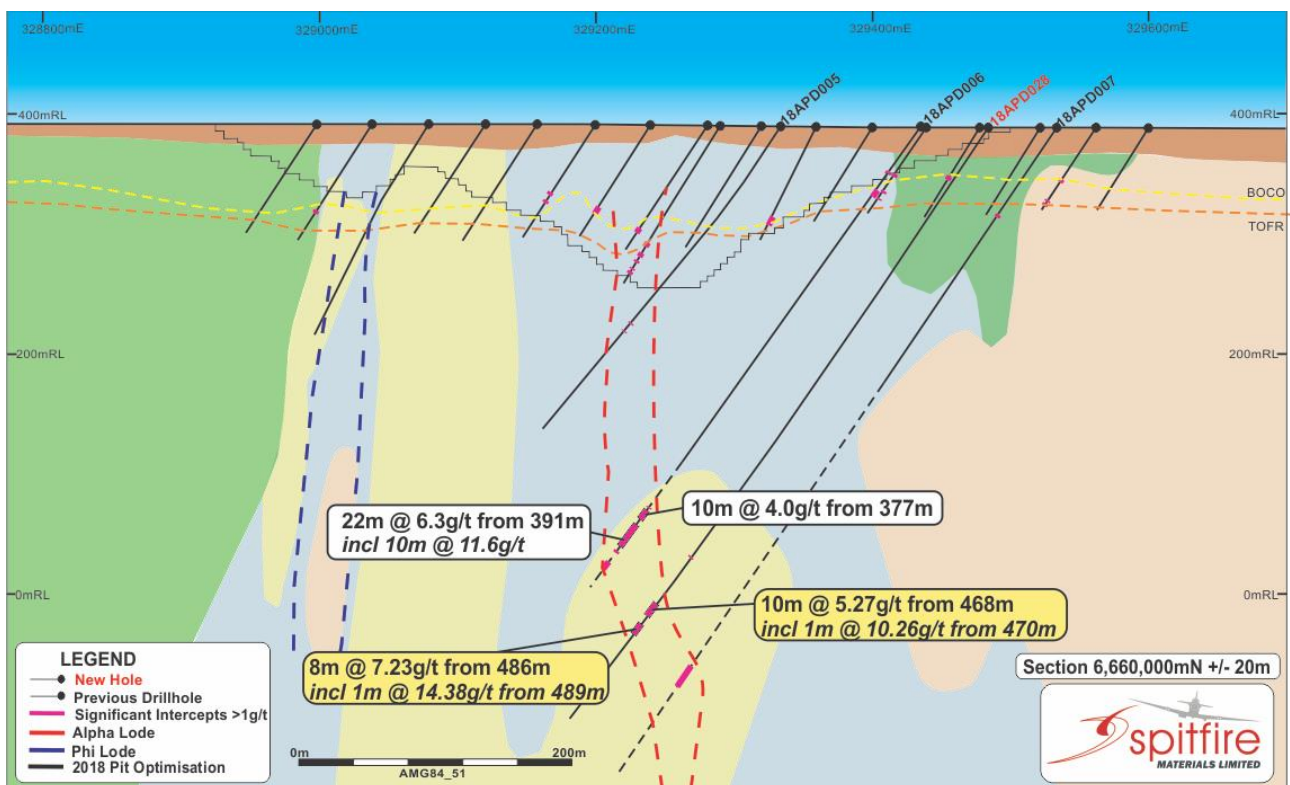 328800mE
329000mE
329200mE
329400mE
329600mE
18APD005
18APD006
18APD028
18APD007
400mRL
400mRL
BOCO
TOFR
200mRL
200mRL
22m @ 6.3g/t from 391m
incl 10m @ 11.6g/t
10m @ 4.0g/t from 377m
0mRL
0mRL
10m @ 5.27g/t from 468m
incl 1m @ 10.26g/t from 470m
8m @ 7.23g/t from 486m
incl 1m @ 14.38g/t from 489m
LEGEND
New Hole
Previous Drillhole
Significant Intercepts >1g/t
Alpha Lode
Phi Lode
2018 Pit Optimisation
0m
200m
AMG84_51
Section 6,660,000mN +/- 20m
spitfire
MATERIALS LIMITED